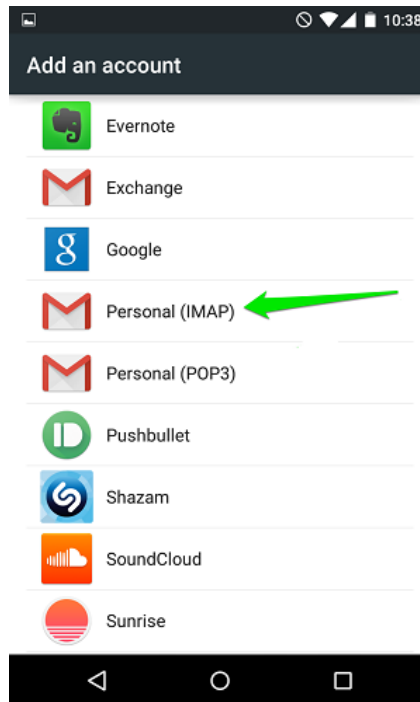 10:38
Add an account
Evernote
Exchange
g Google
Personal (IMAP)
Personal (POP3)
Pushbullet
Shazam
SoundCloud
Sunrise